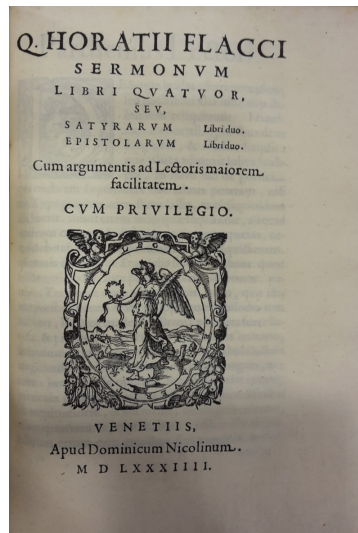 Q. HORATII FLACCI
SERMONVM
LIBRI QVATVOR,
SEV,
SATYRARVM Libri duo.
EPISTOLARVM Libri duo.
Cum argumentis ad Lectoris maiorem
facilitatem.
CVM PRIVILEGIO.
VENETIIS,
Apud Dominicum Nicolinum.
M D LXXXIIII.